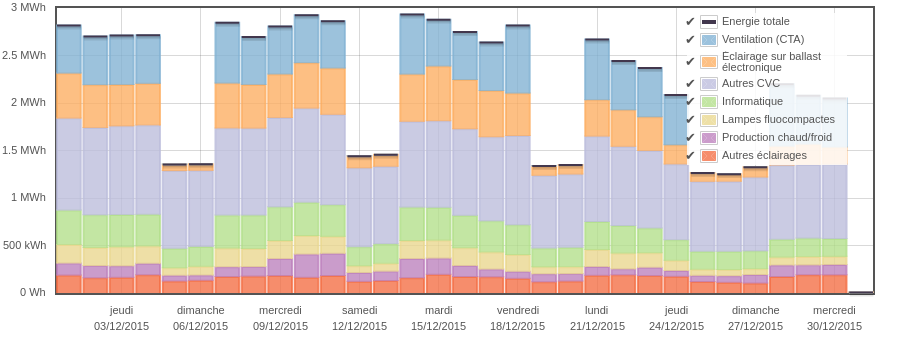 3 MWh
2.5 MWh
2 MWh
1.5 MWh
1 MWh
500 kWh
0 Wh
✔ Energie totale
✔ Ventilation (CTA)
✔ Eclairage sur ballast
électronique
✔ Autres CVC
✔ Informatique
✔ Lampes fluocompactes
✔ Production chaud/froid
✔ Autres éclairages
jeudi dimanche mercredi samedi mardi vendredi lundi jeudi dimanche mercredi
03/12/2015 06/12/2015 09/12/2015 12/12/2015 15/12/2015 18/12/2015 21/12/2015 24/12/2015 27/12/2015 30/12/2015